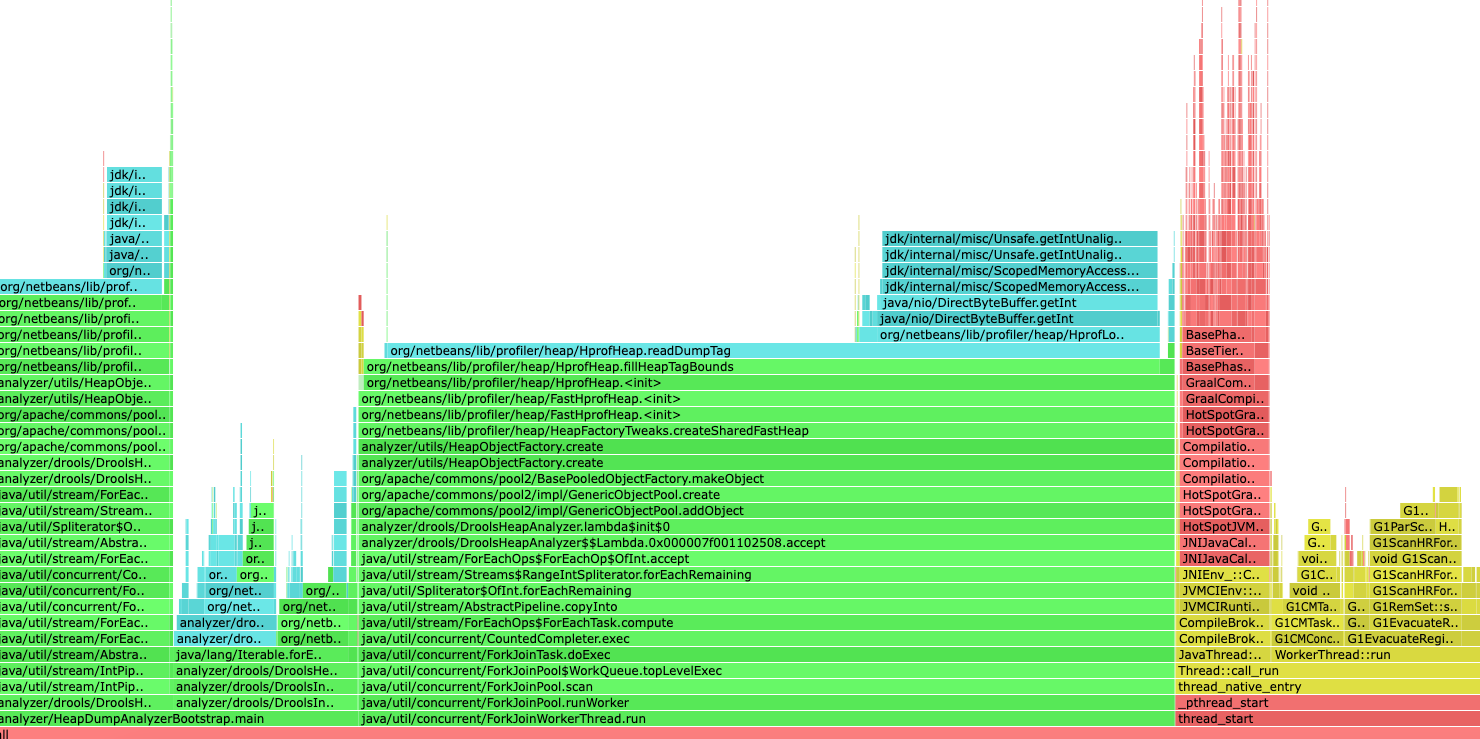 jdk/i..
jdk/i..
jdk/i..
jdk/i.. jdk/internal/misc/Unsafe.getIntUnalig..
java/.. jdk/internal/misc/Unsafe.getIntUnalig..
java/.. jdk/internal/misc/ScopedMemoryAccess...
org/n.. jdk/internal/misc/ScopedMemoryAccess...
org/netbeans/lib/prof.. java/nio/DirectByteBuffer.getInt
org/netbeans/lib/prof.. java/nio/DirectByteBuffer.getInt
org/netbeans/lib/profi.. org/netbeans/lib/profiler/heap/HprofLo.. BasePha..
org/netbeans/lib/profil.. org/netbeans/lib/profiler/heap/HprofHeap.readDumpTag BaseTier..
org/netbeans/lib/profil.. org/netbeans/lib/profiler/heap/HprofHeap.fillHeapTagBounds BasePhas..
org/netbeans/lib/profil.. org/netbeans/lib/profiler/heap/HprofHeap.<init> GraalCom..
analyzer/utils/HeapObje.. org/netbeans/lib/profiler/heap/FastHprofHeap.<init> GraalCompi..
analyzer/utils/HeapObje.. org/netbeans/lib/profiler/heap/FastHprofHeap.<init> HotSpotGra..
org/apache/commons/pool.. org/netbeans/lib/profiler/heap/HeapFactoryTweaks.createSharedFastHeap HotSpotGra..
org/apache/commons/pool.. analyzer/utils/HeapObjectFactory.create Compilatio..
org/apache/commons/pool.. analyzer/utils/HeapObjectFactory.create Compilatio..
analyzer/drools/DroolsH.. org/apache/commons/pool2/BasePooledObjectFactory.makeObject Compilatio..
analyzer/drools/DroolsH.. org/apache/commons/pool2/impl/GenericObjectPool.create HotSpotGra..
java/util/stream/ForEac.. j.. org/apache/commons/pool2/impl/GenericObjectPool.addObject HotSpotGra.. G1..
java/util/stream/Stream.. j.. analyzer/drools/DroolsHeapAnalyzer.lambda$init$0 HotSpotJVM.. G.. G1ParSc.. H..
java/util/Spliterator$O.. j.. analyzer/drools/DroolsHeapAnalyzer$$Lambda.0x000007f001102508.accept JNIJavaCal.. G.. G1ScanHRFor..
java/util/stream/Abstra.. or.. java/util/stream/ForEachOps$ForEachOp$OfInt.accept JNIJavaCal.. voi.. void G1Scan..
java/util/stream/ForEac.. or.. org.. java/util/stream/Streams$RangeIntSpliterator.forEachRemaining JNIEnv_::C.. G1C.. G1ScanHRFor..
java/util/concurrent/Co.. org/net.. org/.. java/util/Spliterator$OfInt.forEachRemaining JVMCIEnv::.. void .. G1ScanHRFor..
java/util/concurrent/Fo.. org/net.. org/net.. java/util/stream/AbstractPipeline.copyInto JVMCIRunti.. G1CMTa.. G.. G1RemSet::s..
java/util/concurrent/Fo.. analyzer/dro.. org/netb.. java/util/stream/ForEachOps$ForEachTask.compute CompileBrok.. G1CMTask.. G.. G1EvacuateR..
java/util/stream/ForEac.. analyzer/dro.. org/netb.. java/util/concurrent/CountedCompleter.exec CompileBrok.. G1CMConc.. G1EvacuateRegi..
java/util/stream/Abstra.. java/lang/Iterable.forE.. java/util/concurrent/ForkJoinTask.doExec JavaThread:.. WorkerThread::run
java/util/stream/IntPip.. analyzer/drools/DroolsHe.. java/util/concurrent/ForkJoinPool$WorkQueue.topLevelExec Thread::call_run
java/util/stream/IntPip.. analyzer/drools/DroolsIn.. java/util/concurrent/ForkJoinPool.scan thread_native_entry
analyzer/drools/DroolsH.. analyzer/drools/DroolsIn.. java/util/concurrent/ForkJoinPool.runWorker _pthread_start
analyzer/HeapDumpAnalyzerBootstrap.main java/util/concurrent/ForkJoinWorkerThread.run thread_start
all